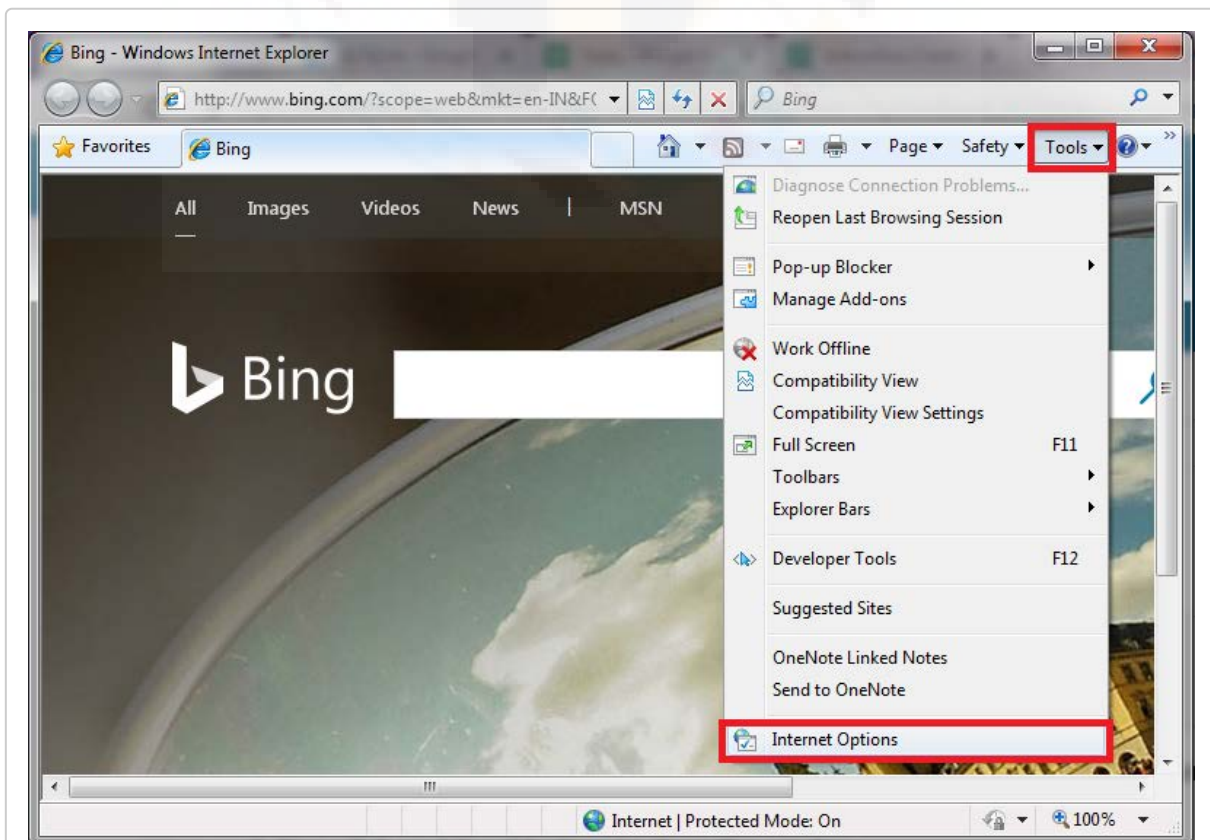 Bing - Windows Internet Explorer
http://www.bing.com/?scope=web&mkt=en-IN&F( Bing
Favorites Bing Page Safety Tools
All Images Videos News | MSN
Diagnose Connection Problems...
Reopen Last Browsing Session
Pop-up Blocker
Manage Add-ons
Work Offline
Compatibility View
Compatibility View Settings
Full Screen F11
Toolbars
Explorer Bars
Developer Tools F12
Suggested Sites
OneNote Linked Notes
Send to OneNote
Internet Options
Bing
Internet | Protected Mode: On 100%